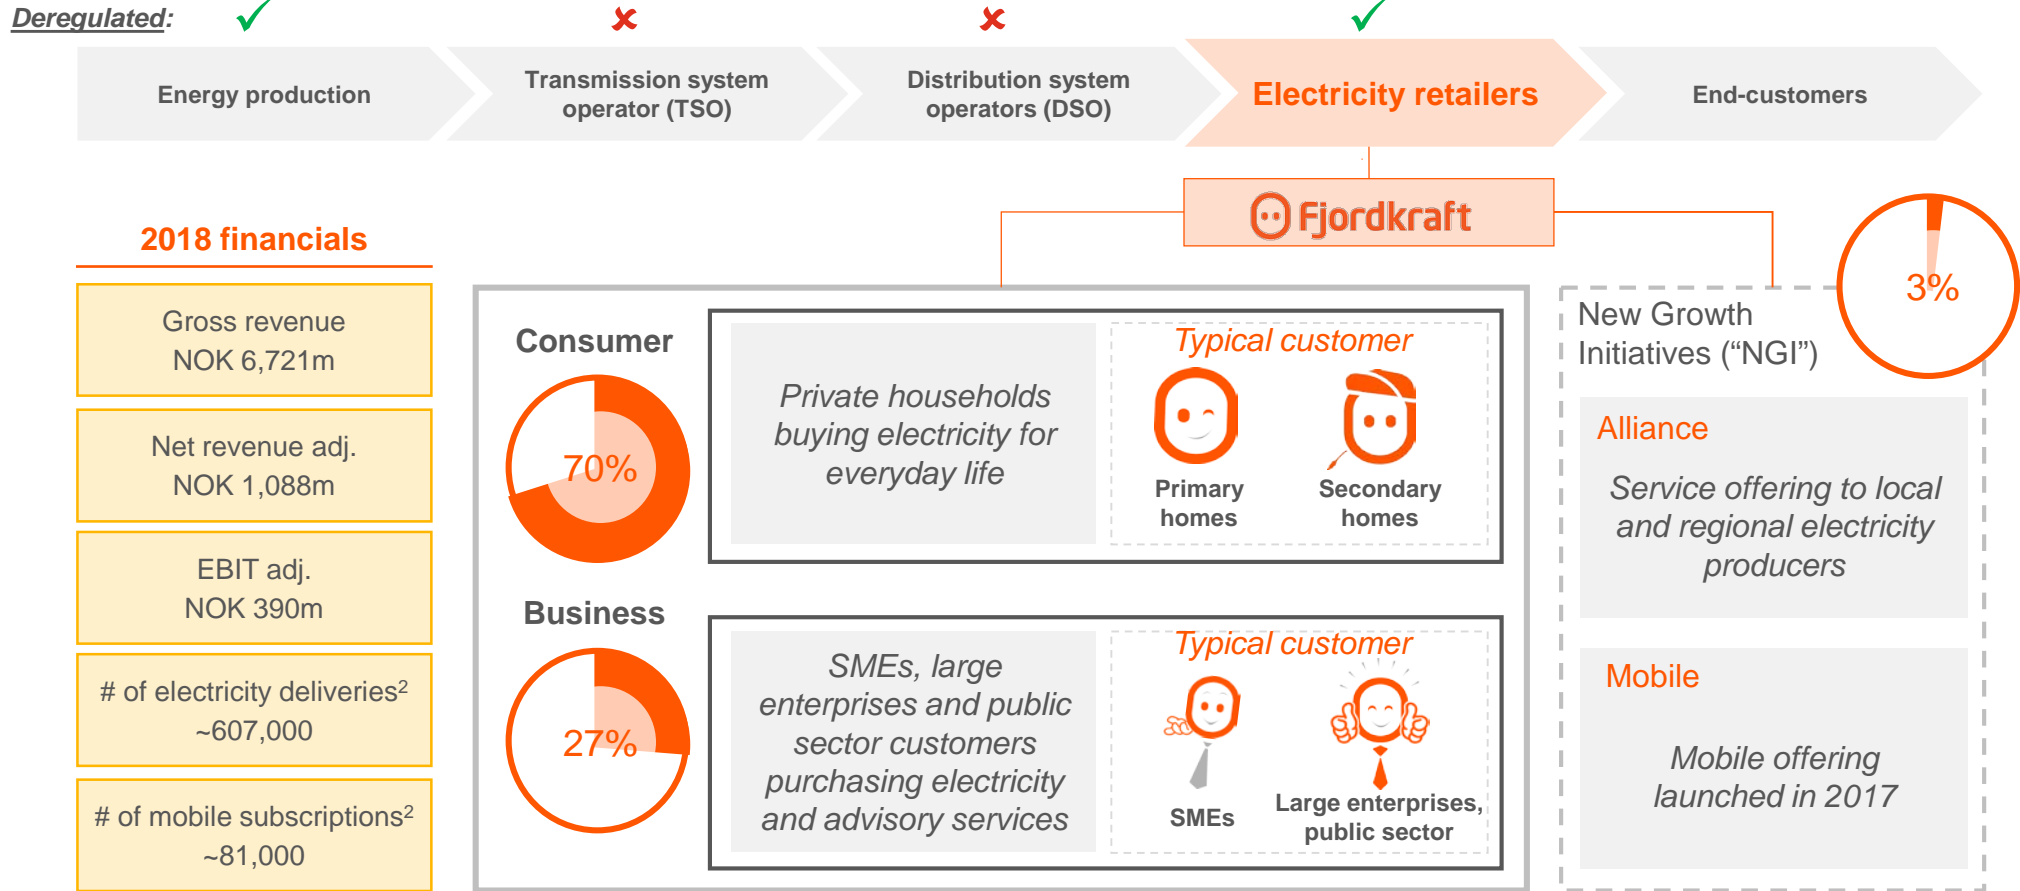 Deregulated:
Energy production
Transmission system
operator (TSO)
Distribution system
operators (DSO)
Electricity retailers
End-customers
Fjordkraft
2018 financials
Gross revenue
NOK 6,721m
Net revenue adj.
NOK 1,088m
EBIT adj.
NOK 390m
# of electricity deliveries²
~607,000
# of mobile subscriptions²
~81,000
Consumer
70%
Private households
buying electricity for
everyday life
Typical customer
Primary
homes
Secondary
homes
Business
27%
SMEs, large
enterprises and public
sector customers
purchasing electricity
and advisory services
Typical customer
SMEs
Large enterprises,
public sector
3%
New Growth
Initiatives (“NGI”)
Alliance
Service offering to local
and regional electricity
producers
Mobile
Mobile offering
launched in 2017